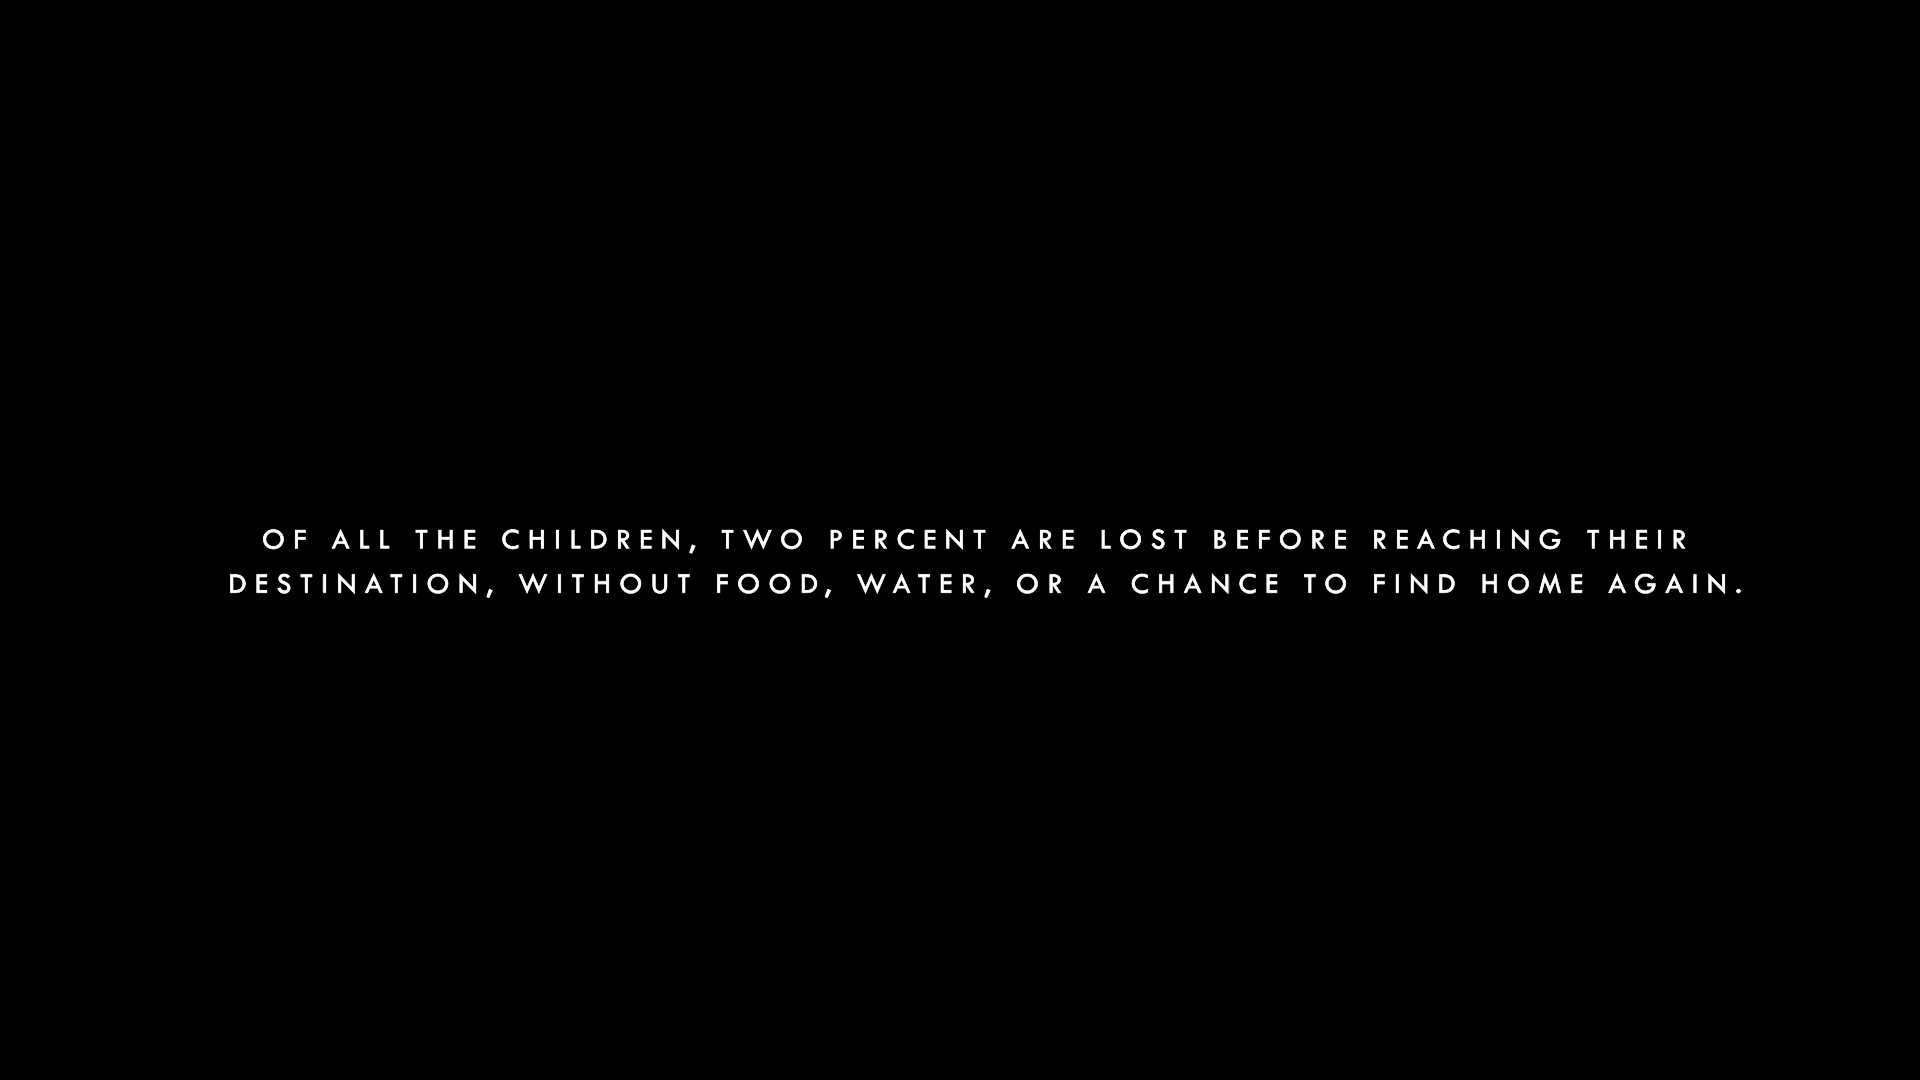 OF ALL THE CHILDREN, TWO PERCENT ARE LOST BEFORE REACHING THEIR
DESTINATION, WITHOUT FOOD, WATER, OR A CHANCE TO FIND HOME AGAIN.